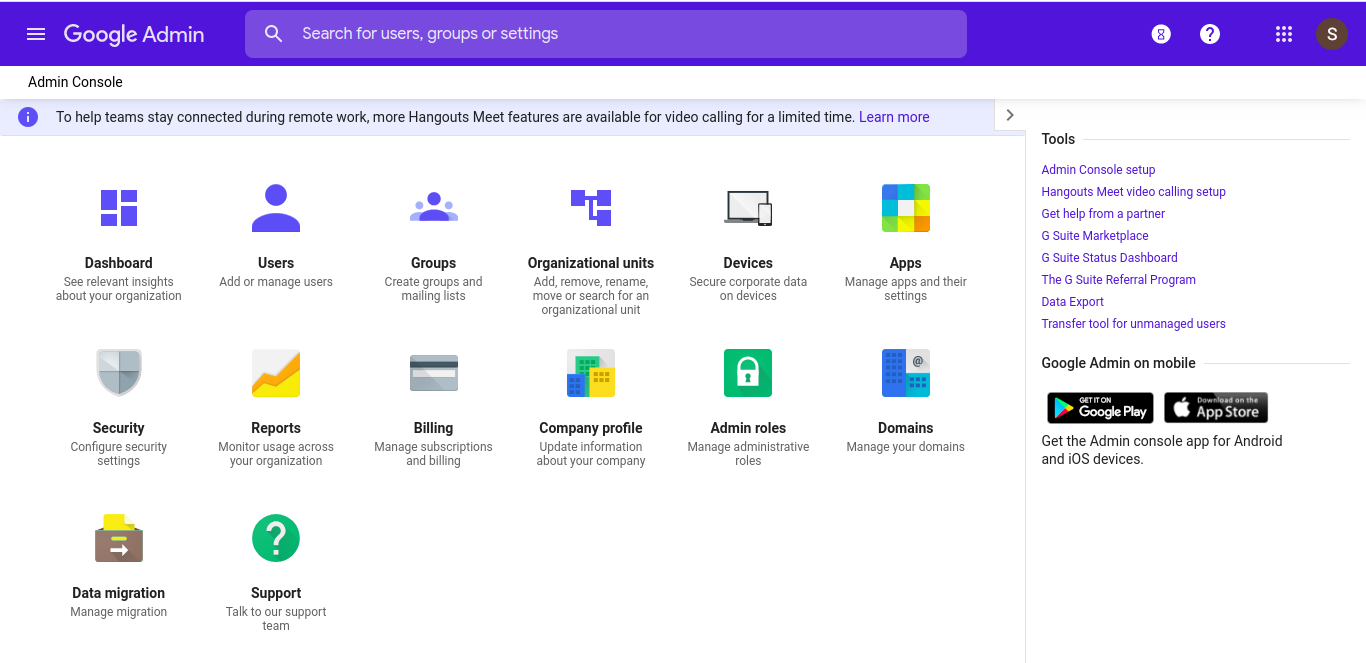 Google Admin
Search for users, groups or settings
S
Admin Console
To help teams stay connected during remote work, more Hangouts Meet features are available for video calling for a limited time. Learn more
Dashboard
See relevant insights
about your organization
Users
Add or manage users
Groups
Create groups and
mailing lists
Organizational units
Add, remove, rename,
move or search for an
organizational unit
Devices
Secure corporate data
on devices
Apps
Manage apps and their
settings
Security
Configure security
settings
Reports
Monitor usage across
your organization
Billing
Manage subscriptions
and billing
Company profile
Update information
about your company
Admin roles
Manage administrative
roles
@
Domains
Manage your domains
Data migration
Manage migration
Support
Talk to our support
team
Tools
Admin Console setup
Hangouts Meet video calling setup
Get help from a partner
G Suite Marketplace
G Suite Status Dashboard
The G Suite Referral Program
Data Export
Transfer tool for unmanaged users
Google Admin on mobile
GET IT ON
Google Play
Download on the
App Store
Get the Admin console app for Android
and iOS devices.